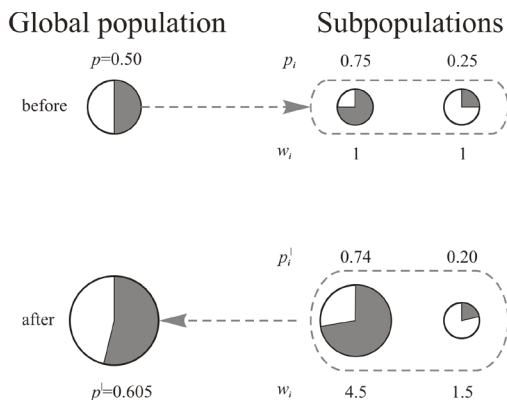 Global population Subpopulations
p=0.50 pi 0.75 0.25
before
wi 1 1
pi| 0.74 0.20
after
p|=0.605 wi 4.5 1.5